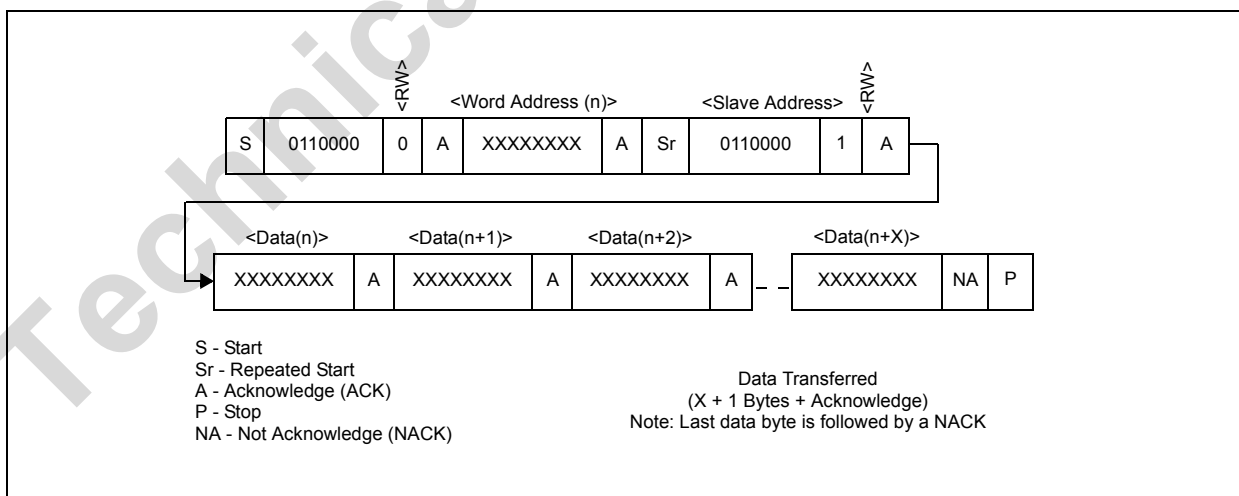 Technica
<RW> <Word Address (n)> <Slave Address> <RW>
S 0110000 0 A XXXXXXXX A Sr 0110000 1 A
<Data(n)> <Data(n+1)> <Data(n+2)> <Data(n+X)>
XXXXXXXX A XXXXXXXX A XXXXXXXX A XXXXXXXX NA P
S - Start
Sr - Repeated Start
A - Acknowledge (ACK)
P - Stop
NA - Not Acknowledge (NACK)
Data Transferred
(X + 1 Bytes + Acknowledge)
Note: Last data byte is followed by a NACK